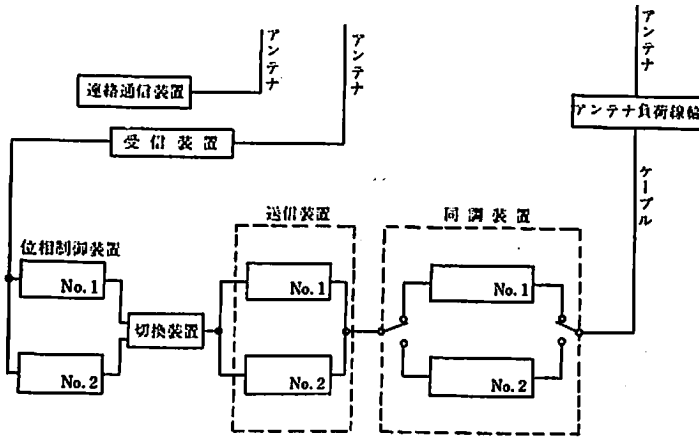 アンテナ
アンテナ
アンテナ
連絡通信装置
アンテナ負荷線輪
受信装置
ケーブル
送信装置
同調装置
位相制御装置
No.1
No.1
No.1
切換装置
No.2
No.2
No.2